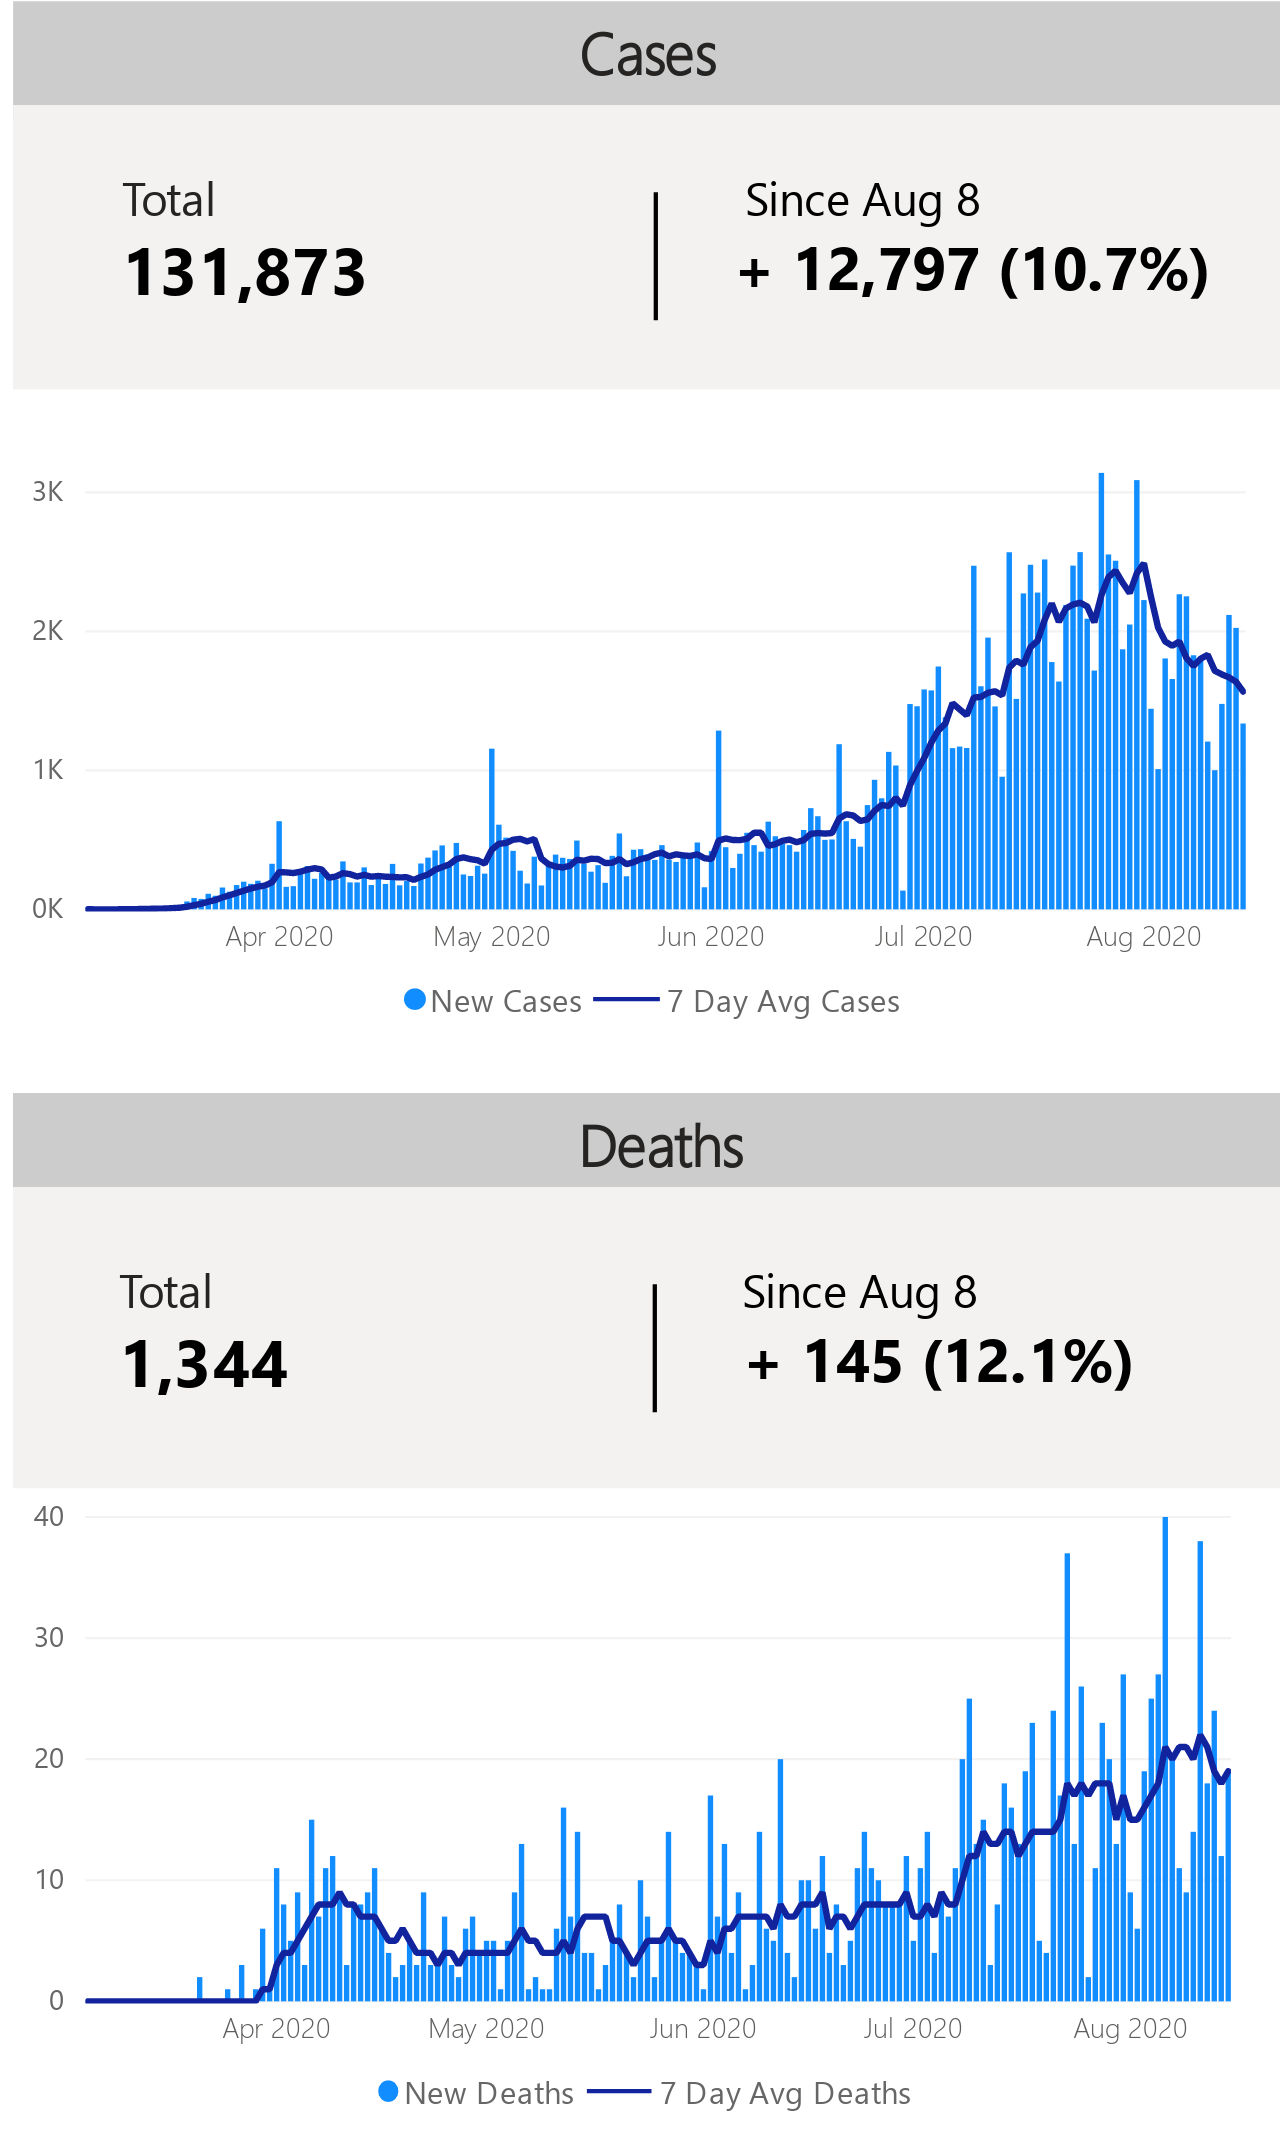 Cases
Total
Since Aug 8
131,873
+ 12,797 (10.7%)
3K
2K
1K
0K
Apr 2020 May 2020 Jun 2020 Jul 2020 Aug 2020
New Cases 7 Day Avg Cases
Deaths
Total
Since Aug 8
1,344
+ 145 (12.1%)
40
30
20
10
0
Apr 2020 May 2020 Jun 2020 Jul 2020 Aug 2020
New Deaths 7 Day Avg Deaths